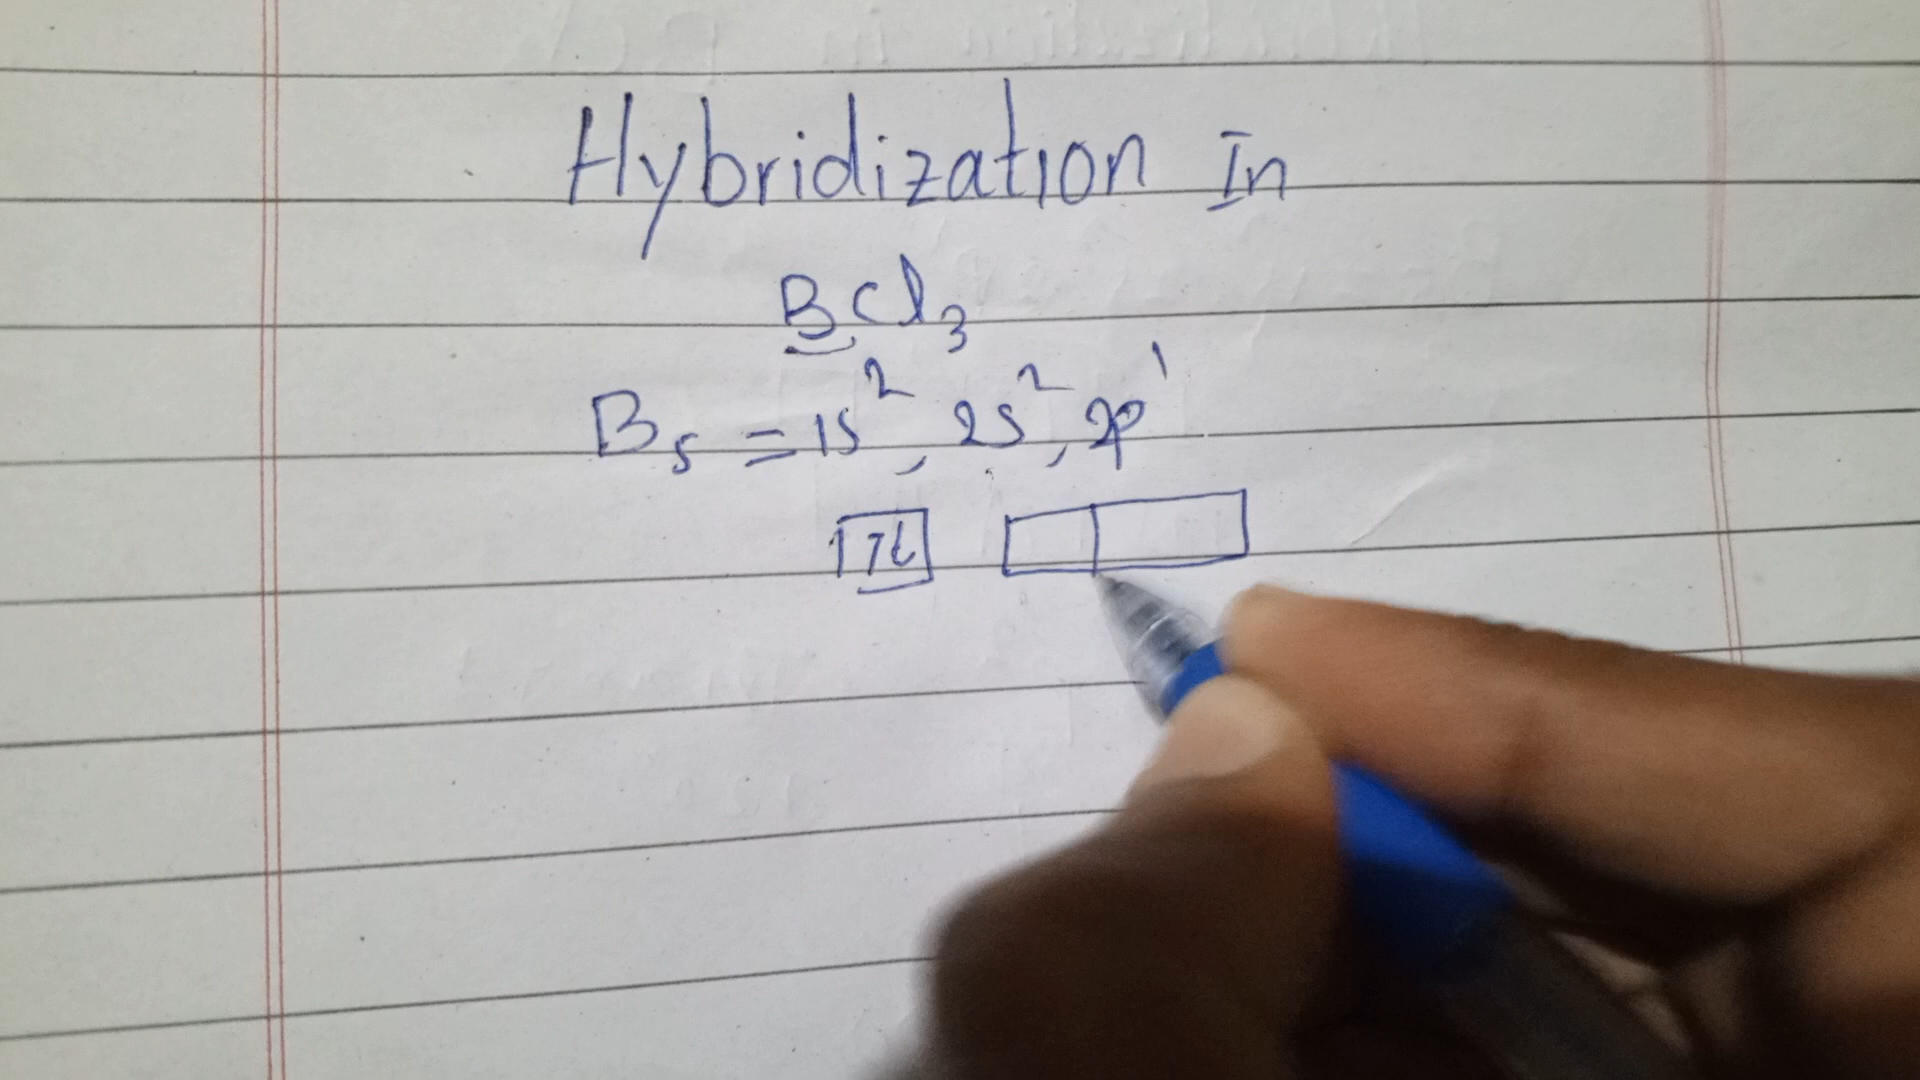 Hybridization In
BCl₃
B₅ = 1s², 2s², 2p¹